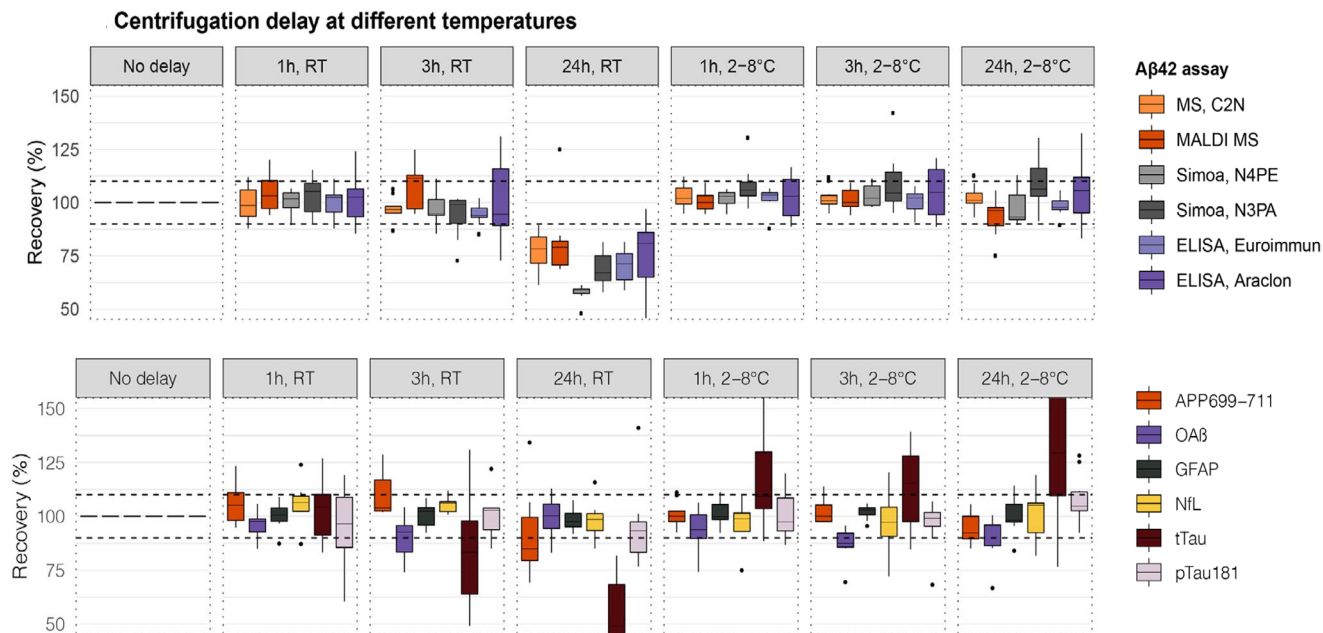 Centrifugation delay at different temperatures
No delay 1h, RT 3h, RT 24h, RT 1h, 2–8°C 3h, 2–8°C 24h, 2–8°C
Recovery (%)
150
125
100
75
50
Aβ42 assay
MS, C2N
MALDI MS
Simoa, N4PE
Simoa, N3PA
ELISA, Euroimmun
ELISA, Araclon
No delay 1h, RT 3h, RT 24h, RT 1h, 2–8°C 3h, 2–8°C 24h, 2–8°C
Recovery (%)
150
125
100
75
50
APP699–711
OAß
GFAP
NfL
tTau
pTau181